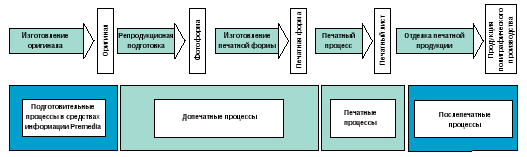 Изготовление
оригинала
Оригинал
Репродукционная
подготовка
Фотоформа
Изготовление
печатной формы
Печатная форма
Печатный
процесс
Печатный лист
Отделка печатной
продукции
Продукция
полиграфического
производства
Подготовительные
процессы в средствах
информации Premedia
Допечатные процессы
Печатные
процессы
Послепечатные
процессы